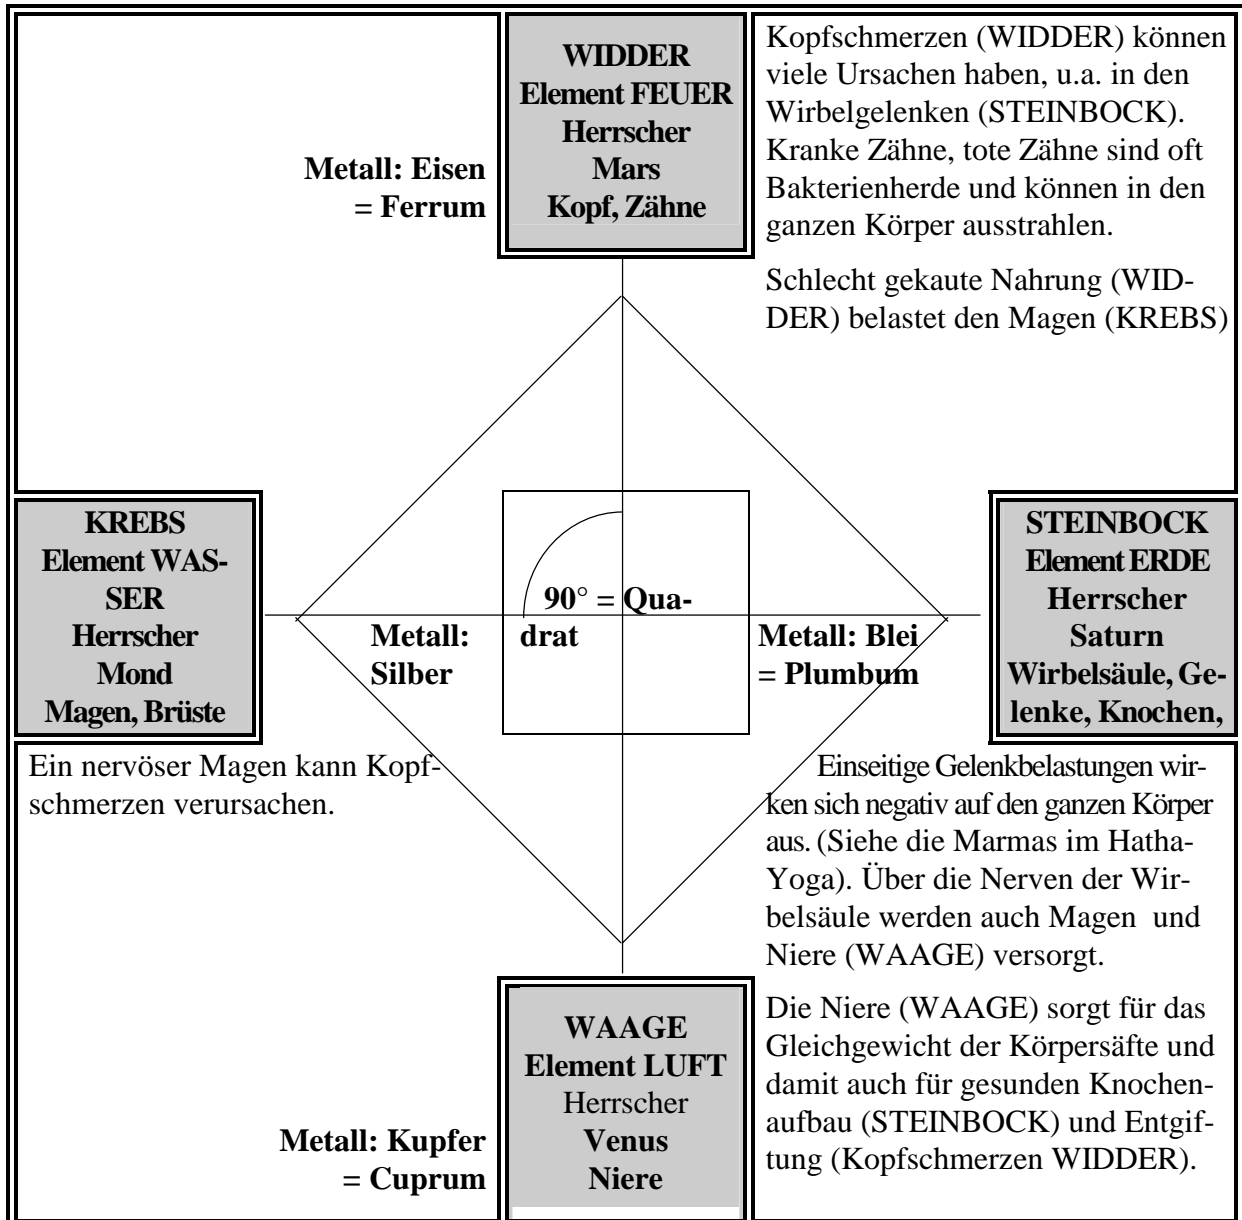 WIDDER
Element FEUER
Herrscher
Mars
Kopf, Zähne
Metall: Eisen
= Ferrum
Kopfschmerzen (WIDDER) können
viele Ursachen haben, u.a. in den
Wirbelgelenken (STEINBOCK).
Kranke Zähne, tote Zähne sind oft
Bakterienherde und können in den
ganzen Körper ausstrahlen.
Schlecht gekaute Nahrung (WID-
DER) belastet den Magen (KREBS)
KREBS
Element WAS-
SER
Herrscher
Mond
Magen, Brüste
Metall:
Silber
90° = Qua-
drat
Metall: Blei
= Plumbum
STEINBOCK
Element ERDE
Herrscher
Saturn
Wirbelsäule, Ge-
lenke, Knochen,
Ein nervöser Magen kann Kopf-
schmerzen verursachen.
Einseitige Gelenkbelastungen wir-
ken sich negativ auf den ganzen Körper
aus. (Siehe die Marmas im Hatha-
Yoga). Über die Nerven der Wir-
belsäule werden auch Magen und
Niere (WAAGE) versorgt.
Die Niere (WAAGE) sorgt für das
Gleichgewicht der Körpersäfte und
damit auch für gesunden Knochen-
aufbau (STEINBOCK) und Entgif-
tung (Kopfschmerzen WIDDER).
WAAGE
Element LUFT
Herrscher
Venus
Niere
Metall: Kupfer
= Cuprum